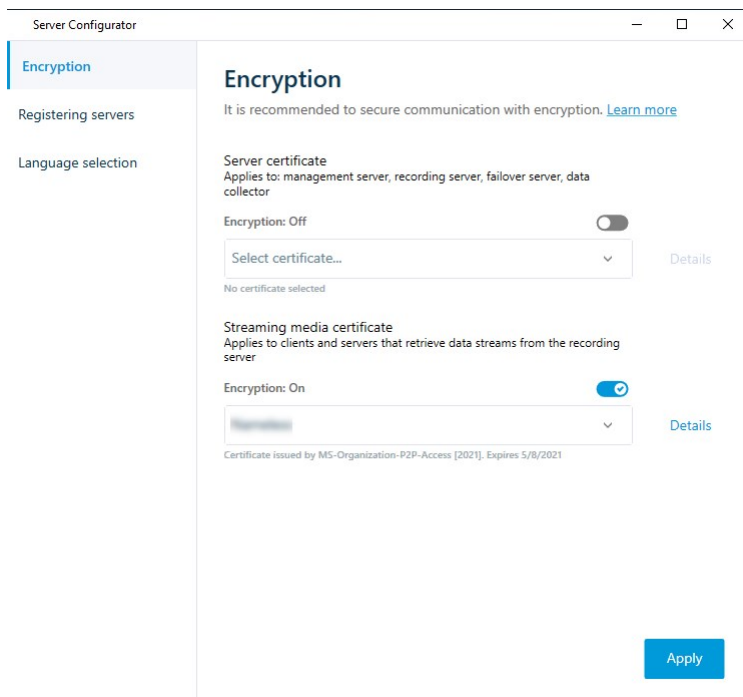 Server Configurator
Encryption
Registering servers
Language selection
Encryption
It is recommended to secure communication with encryption. Learn more
Server certificate
Applies to: management server, recording server, failover server, data
collector
Encryption: Off
Select certificate...
Details
No certificate selected
Streaming media certificate
Applies to clients and servers that retrieve data streams from the recording
server
Encryption: On
Details
Certificate issued by MS-Organization-P2P-Access [2021]. Expires 5/8/2021
Apply